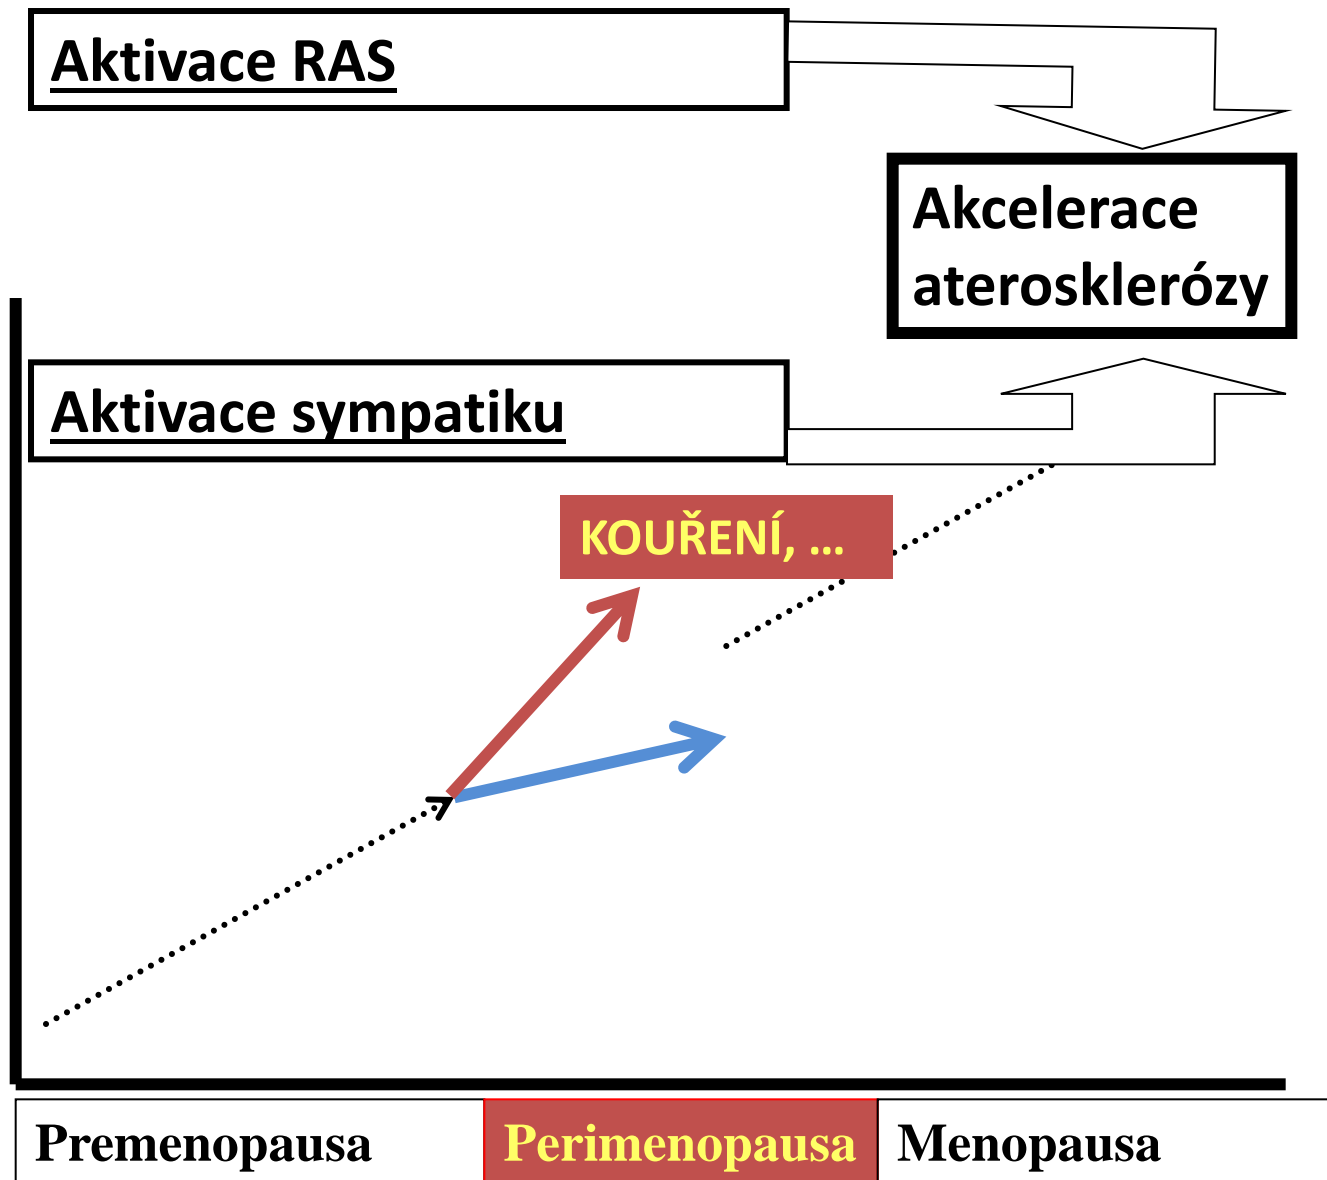 Aktivace RAS
Akcelerace
aterosklerózy
Aktivace sympatiku
KOUŘENÍ, ...
Premenopausa
Perimenopausa
Menopausa